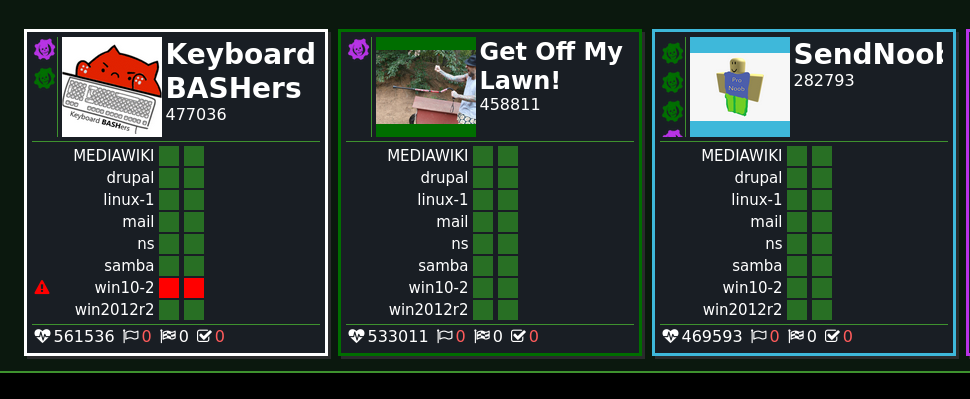 Keyboard
BASHers
477036
Keyboard BASHers
MEDIAWIKI
drupal
linux-1
mail
ns
samba
win10-2
win2012r2
561536 0 0 0
Get Off My
Lawn!
458811
MEDIAWIKI
drupal
linux-1
mail
ns
samba
win10-2
win2012r2
533011 0 0 0
SendNoob
282793
Pro
Noob
MEDIAWIKI
drupal
linux-1
mail
ns
samba
win10-2
win2012r2
469593 0 0 0